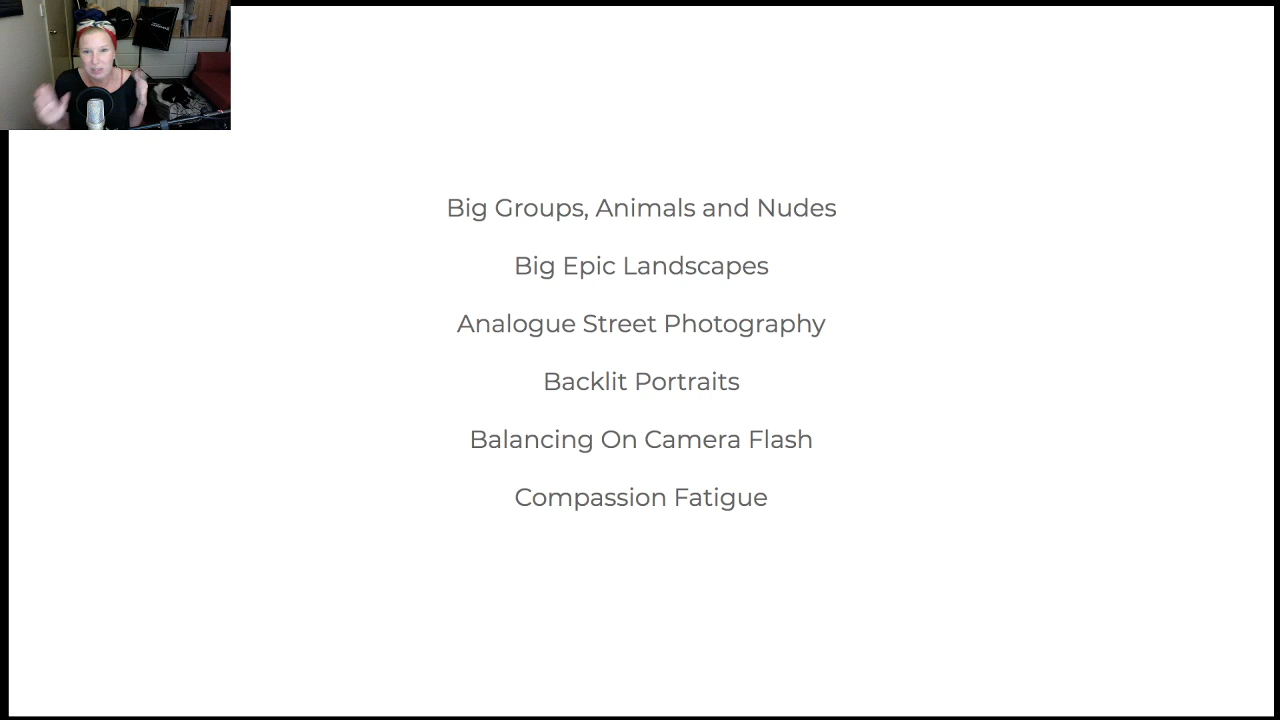 Big Groups, Animals and Nudes
Big Epic Landscapes
Analogue Street Photography
Backlit Portraits
Balancing On Camera Flash
Compassion Fatigue